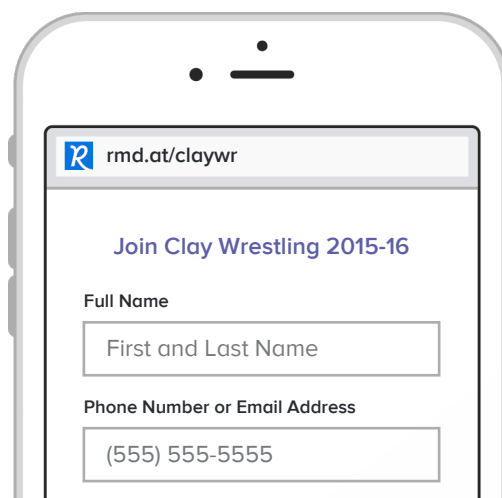 R rmd.at/claywr
Join Clay Wrestling 2015-16
Full Name
First and Last Name
Phone Number or Email Address
(555) 555-5555